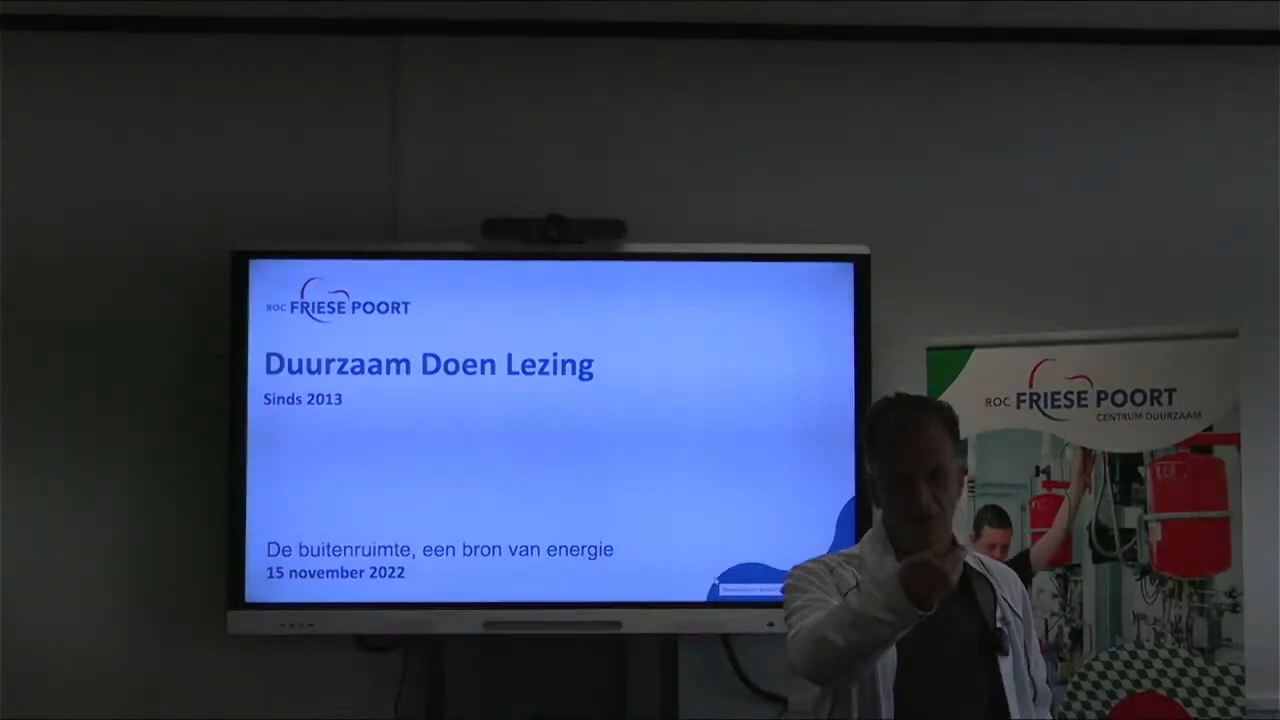 ROC FRIESE POORT
Duurzaam Doen Lezing
Sinds 2013
De buitenruimte, een bron van energie
15 november 2022
ROC FRIESE POORT
CENTRUM DUURZAAM